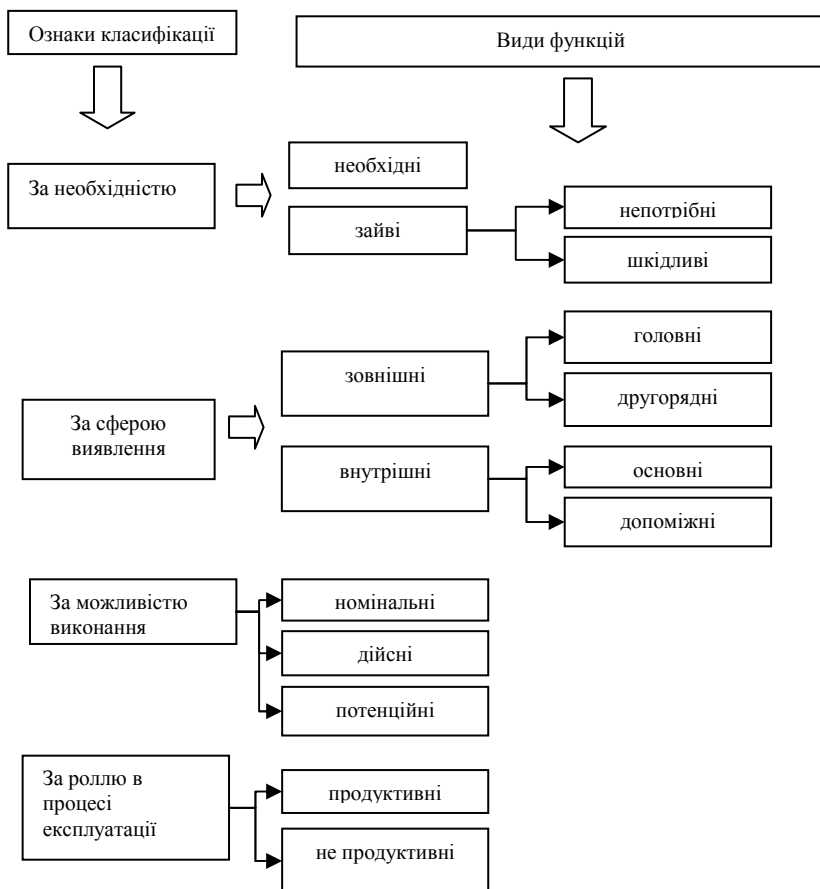 Ознаки класифікації
Види функцій
За необхідністю
необхідні
зайві
непотрібні
шкідливі
За сферою
виявлення
зовнішні
головні
другорядні
внутрішні
основні
допоміжні
За можливістю
виконання
номінальні
дійсні
потенційні
За роллю в
процесі
експлуатації
продуктивні
не продуктивні